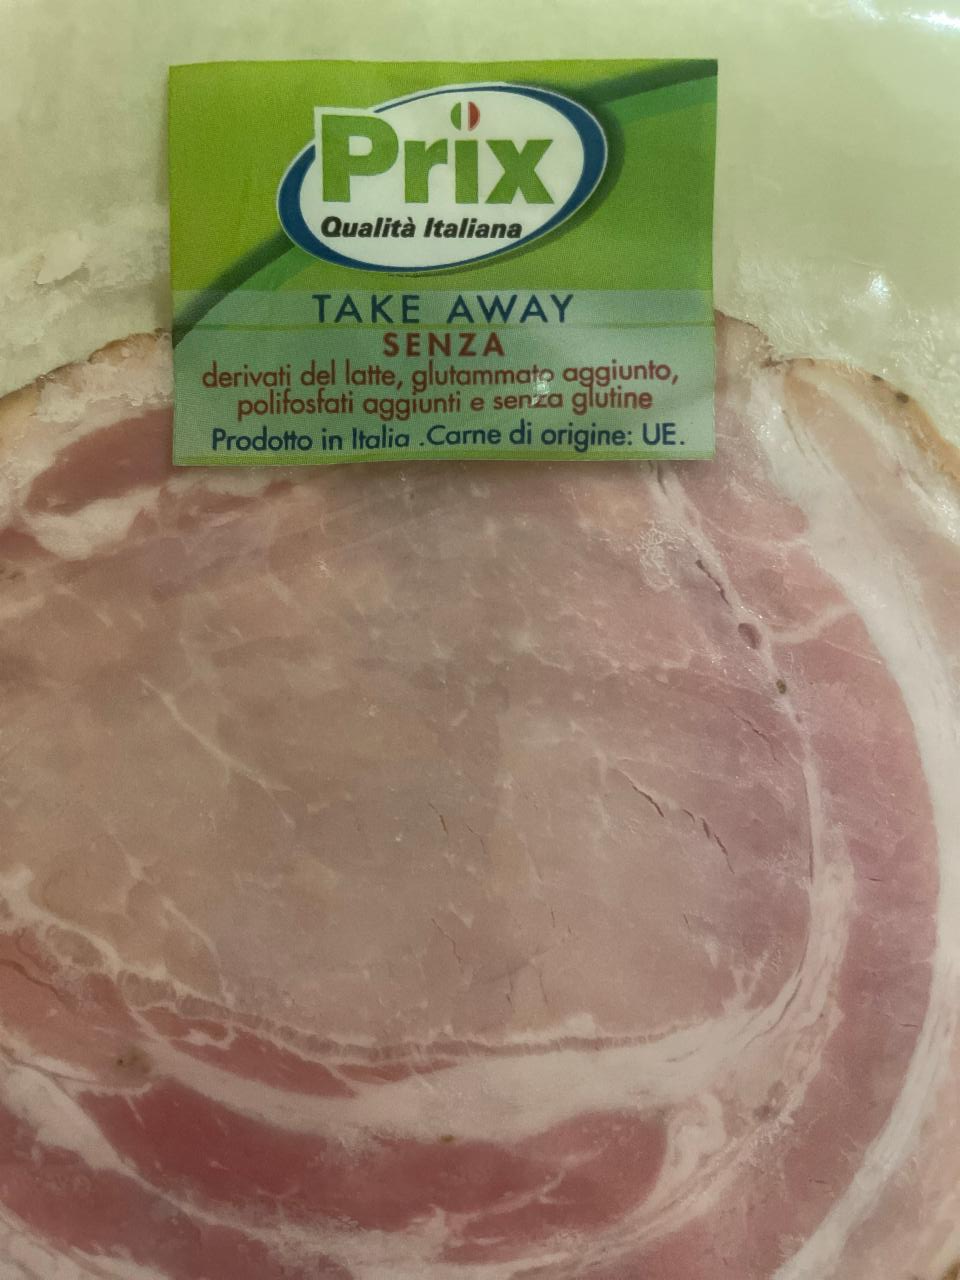 Prix
Qualità Italiana
TAKE AWAY
SENZA
derivati del latte, glutammato aggiunto,
polifosfati aggiunti e senza glutine
Prodotto in Italia .Carne di origine: UE.